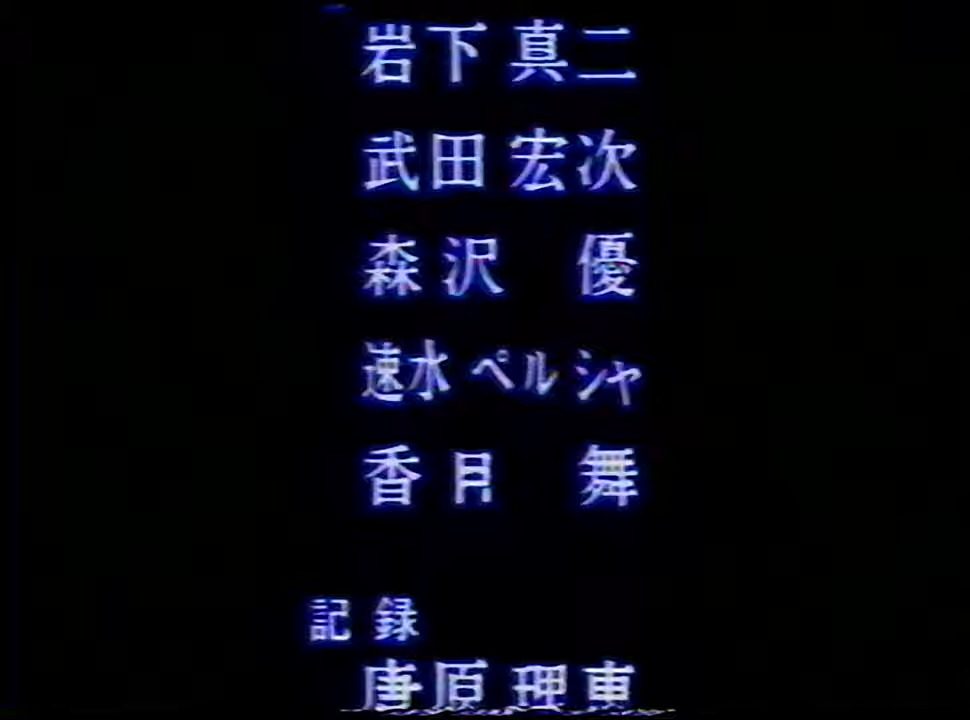 岩下 真二
武田 宏次
森沢 優
速水 ペルシャ
香月 舞
記録
唐原 理恵